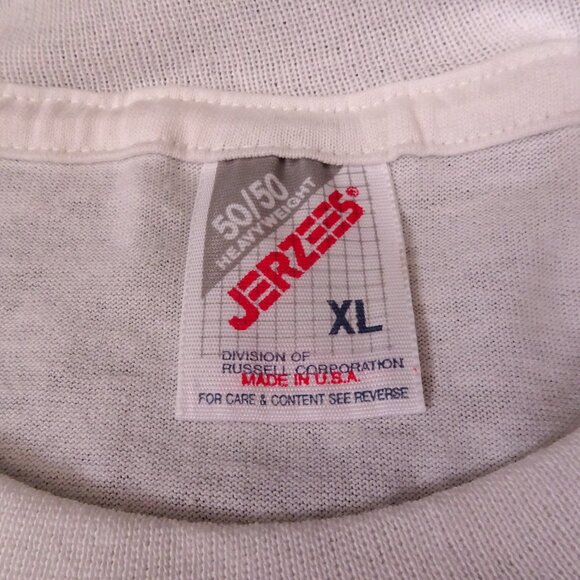 50/50
HEAVYWEIGHT
JERZEES®
XL
DIVISION OF
RUSSELL CORPORATION
MADE IN U.S.A.
FOR CARE & CONTENT SEE REVERSE